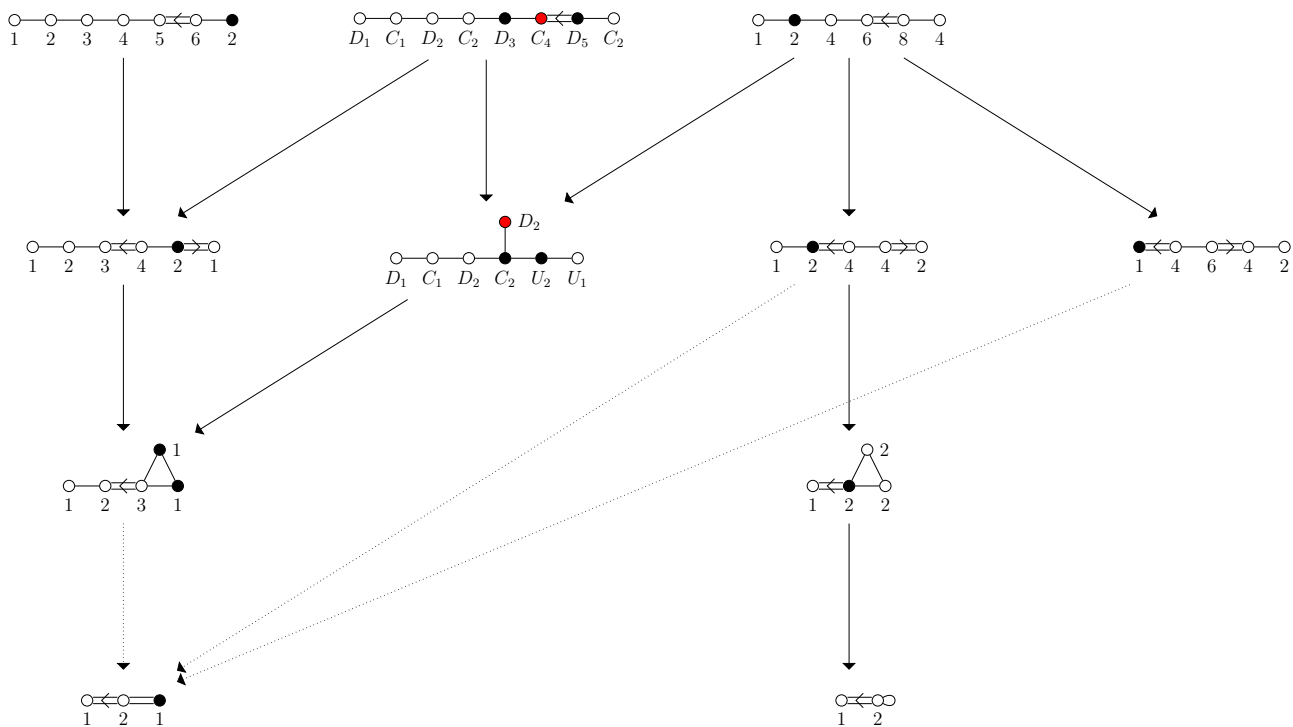 1 2 3 4 5 6 2
D₁ C₁ D₂ C₂ D₃ C₄ D₅ C₂
1 2 4 6 8 4
D₂
1 2 3 4 2 1
D₁ C₁ D₂ C₂ U₂ U₁
1 2 4 4 2
1 4 6 4 2
1
1 2 3 1
2
1 2 2
1 2 1
1 2